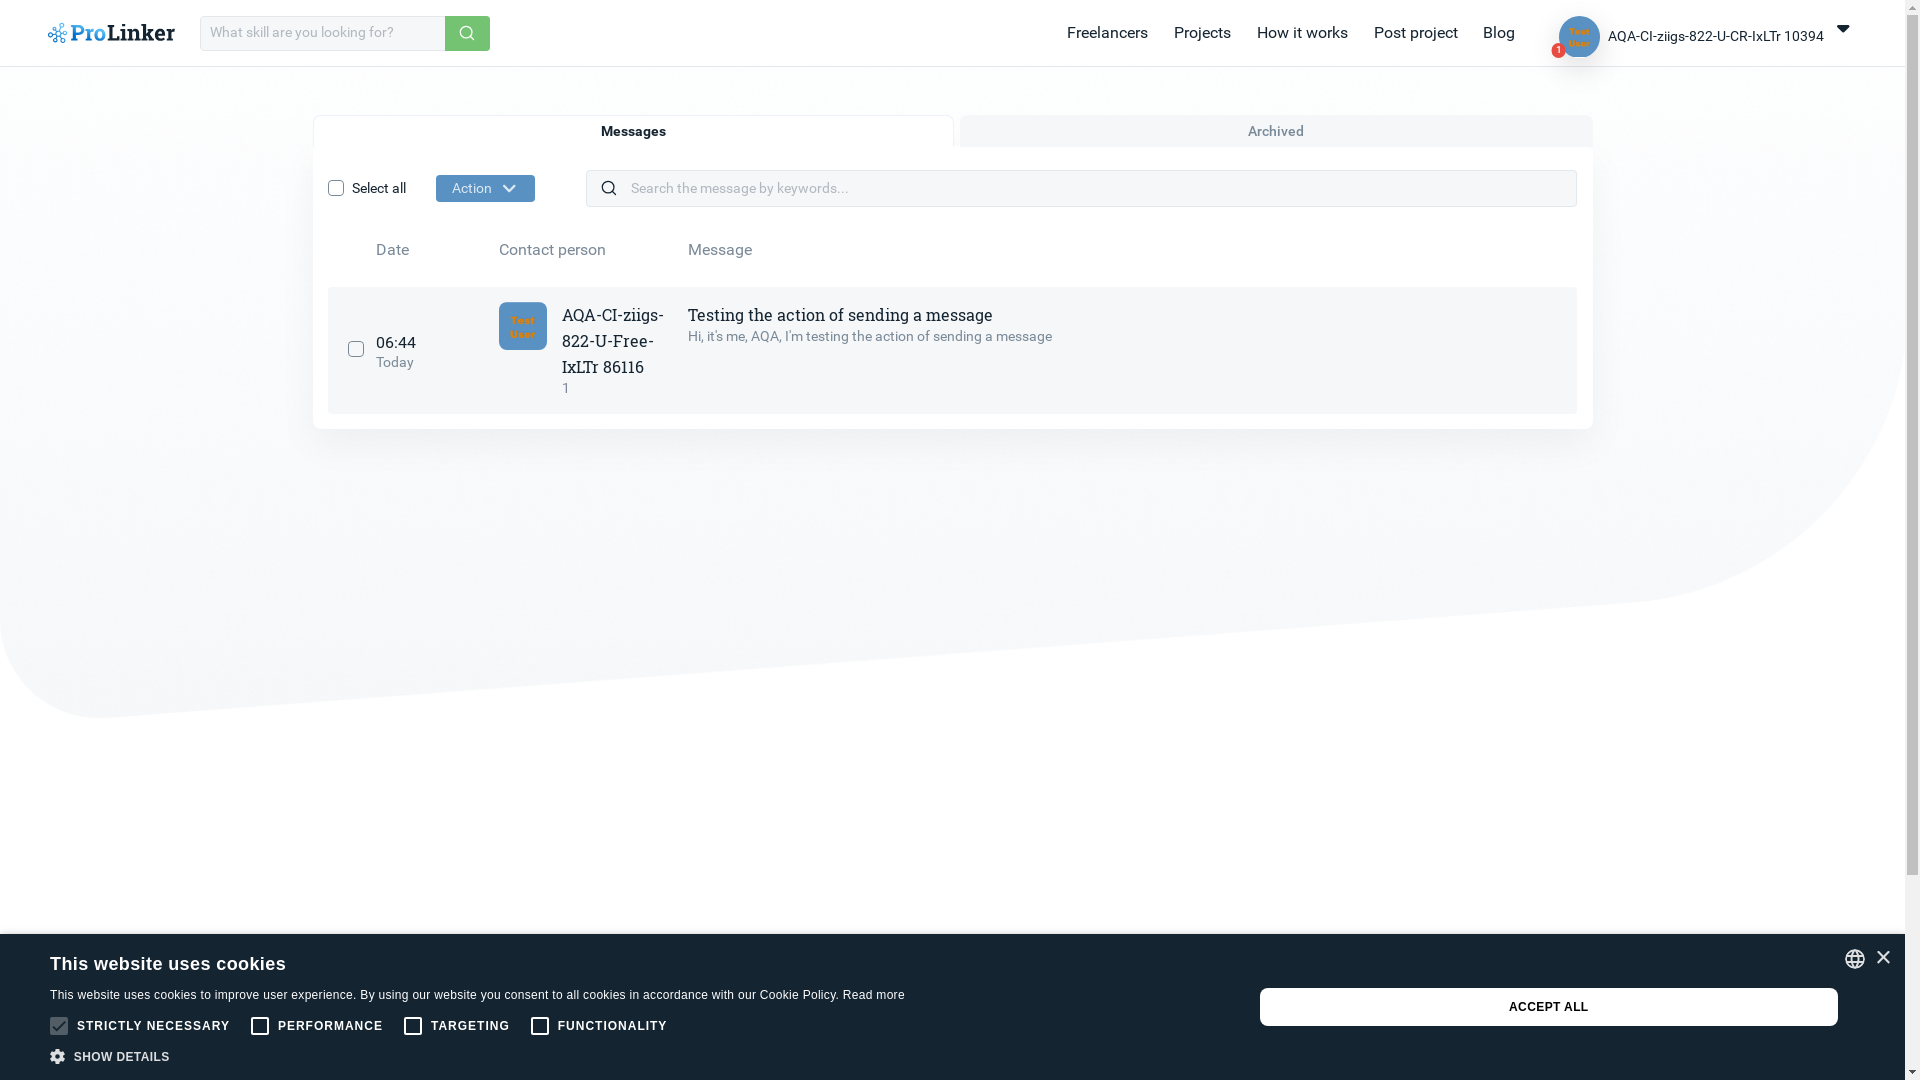 ProLinker
What skill are you looking for?
Freelancers
Projects
How it works
Post project
Blog
Test
User
1
AQA-CI-ziigs-822-U-CR-IxLTr 10394
Messages
Archived
Select all
Action
Search the message by keywords...
Date
Contact person
Message
06:44
Today
Test
User
AQA-CI-ziigs-
822-U-Free-
IxLTr 86116
1
Testing the action of sending a message
Hi, it's me, AQA, I'm testing the action of sending a message
This website uses cookies
This website uses cookies to improve user experience. By using our website you consent to all cookies in accordance with our Cookie Policy. Read more
STRICTLY NECESSARY
PERFORMANCE
TARGETING
FUNCTIONALITY
SHOW DETAILS
ACCEPT ALL